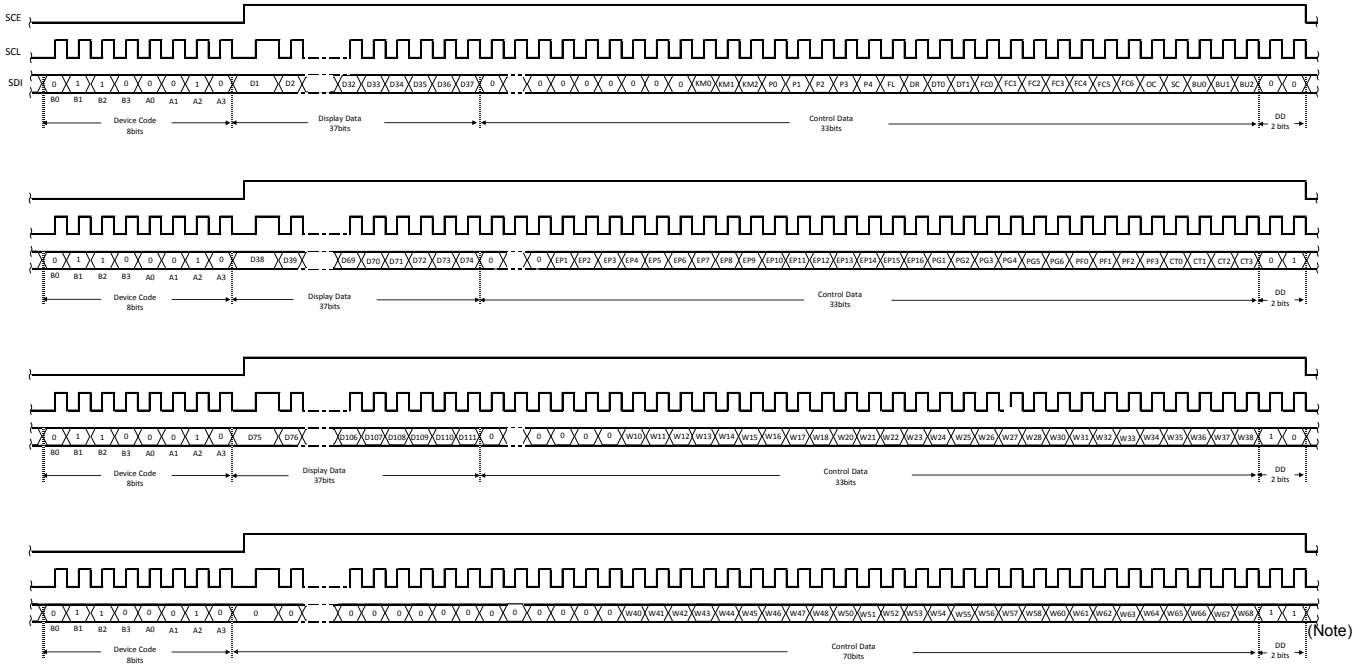 SCE
SCL
SDI 0 1 1 0 0 0 1 0 D1 D2 D32 D33 D34 D35 D36 D37 0 0 0 0 0 0 0 0 KM0 KM1 KM2 P0 P1 P2 P3 P4 FL DR DT0 DT1 FC0 FC1 FC2 FC3 FC4 FC5 FC6 OC SC BU0 BU1 BU2 0 0
B0 B1 B2 B3 A0 A1 A2 A3
Device Code Display Data Control Data DD
8bits 37bits 33bits 2 bits
0 1 1 0 0 0 1 0 D38 D39 D69 D70 D71 D72 D73 D74 0 0 0 EP1 EP2 EP3 EP4 EP5 EP6 EP7 EP8 EP9 EP10 EP11 EP12 EP13 EP14 EP15 EP16 PG1 PG2 PG3 PG4 PG5 PG6 PF0 PF1 PF2 PF3 CT0 CT1 CT2 CT3 0 1
B0 B1 B2 B3 A0 A1 A2 A3
Device Code Display Data Control Data DD
8bits 37bits 33bits 2 bits
0 1 1 0 0 0 1 0 D75 D76 D106 D107 D108 D109 D110 D111 0 0 0 0 0 W10 W11 W12 W13 W14 W15 W16 W17 W18 W20 W21 W22 W23 W24 W25 W26 W27 W28 W30 W31 W32 W33 W34 W35 W36 W37 W38 1 0
B0 B1 B2 B3 A0 A1 A2 A3
Device Code Display Data Control Data DD
8bits 37bits 33bits 2 bits
0 1 1 0 0 0 1 0 0 0 0 0 0 0 0 0 0 0 0 0 0 0 W40 W41 W42 W43 W44 W45 W46 W47 W48 W50 W51 W52 W53 W54 W55 W56 W57 W58 W60 W61 W62 W63 W64 W65 W66 W67 W68 1 1
(Note)
B0 B1 B2 B3 A0 A1 A2 A3
Device Code Control Data DD
8bits 70bits 2 bits